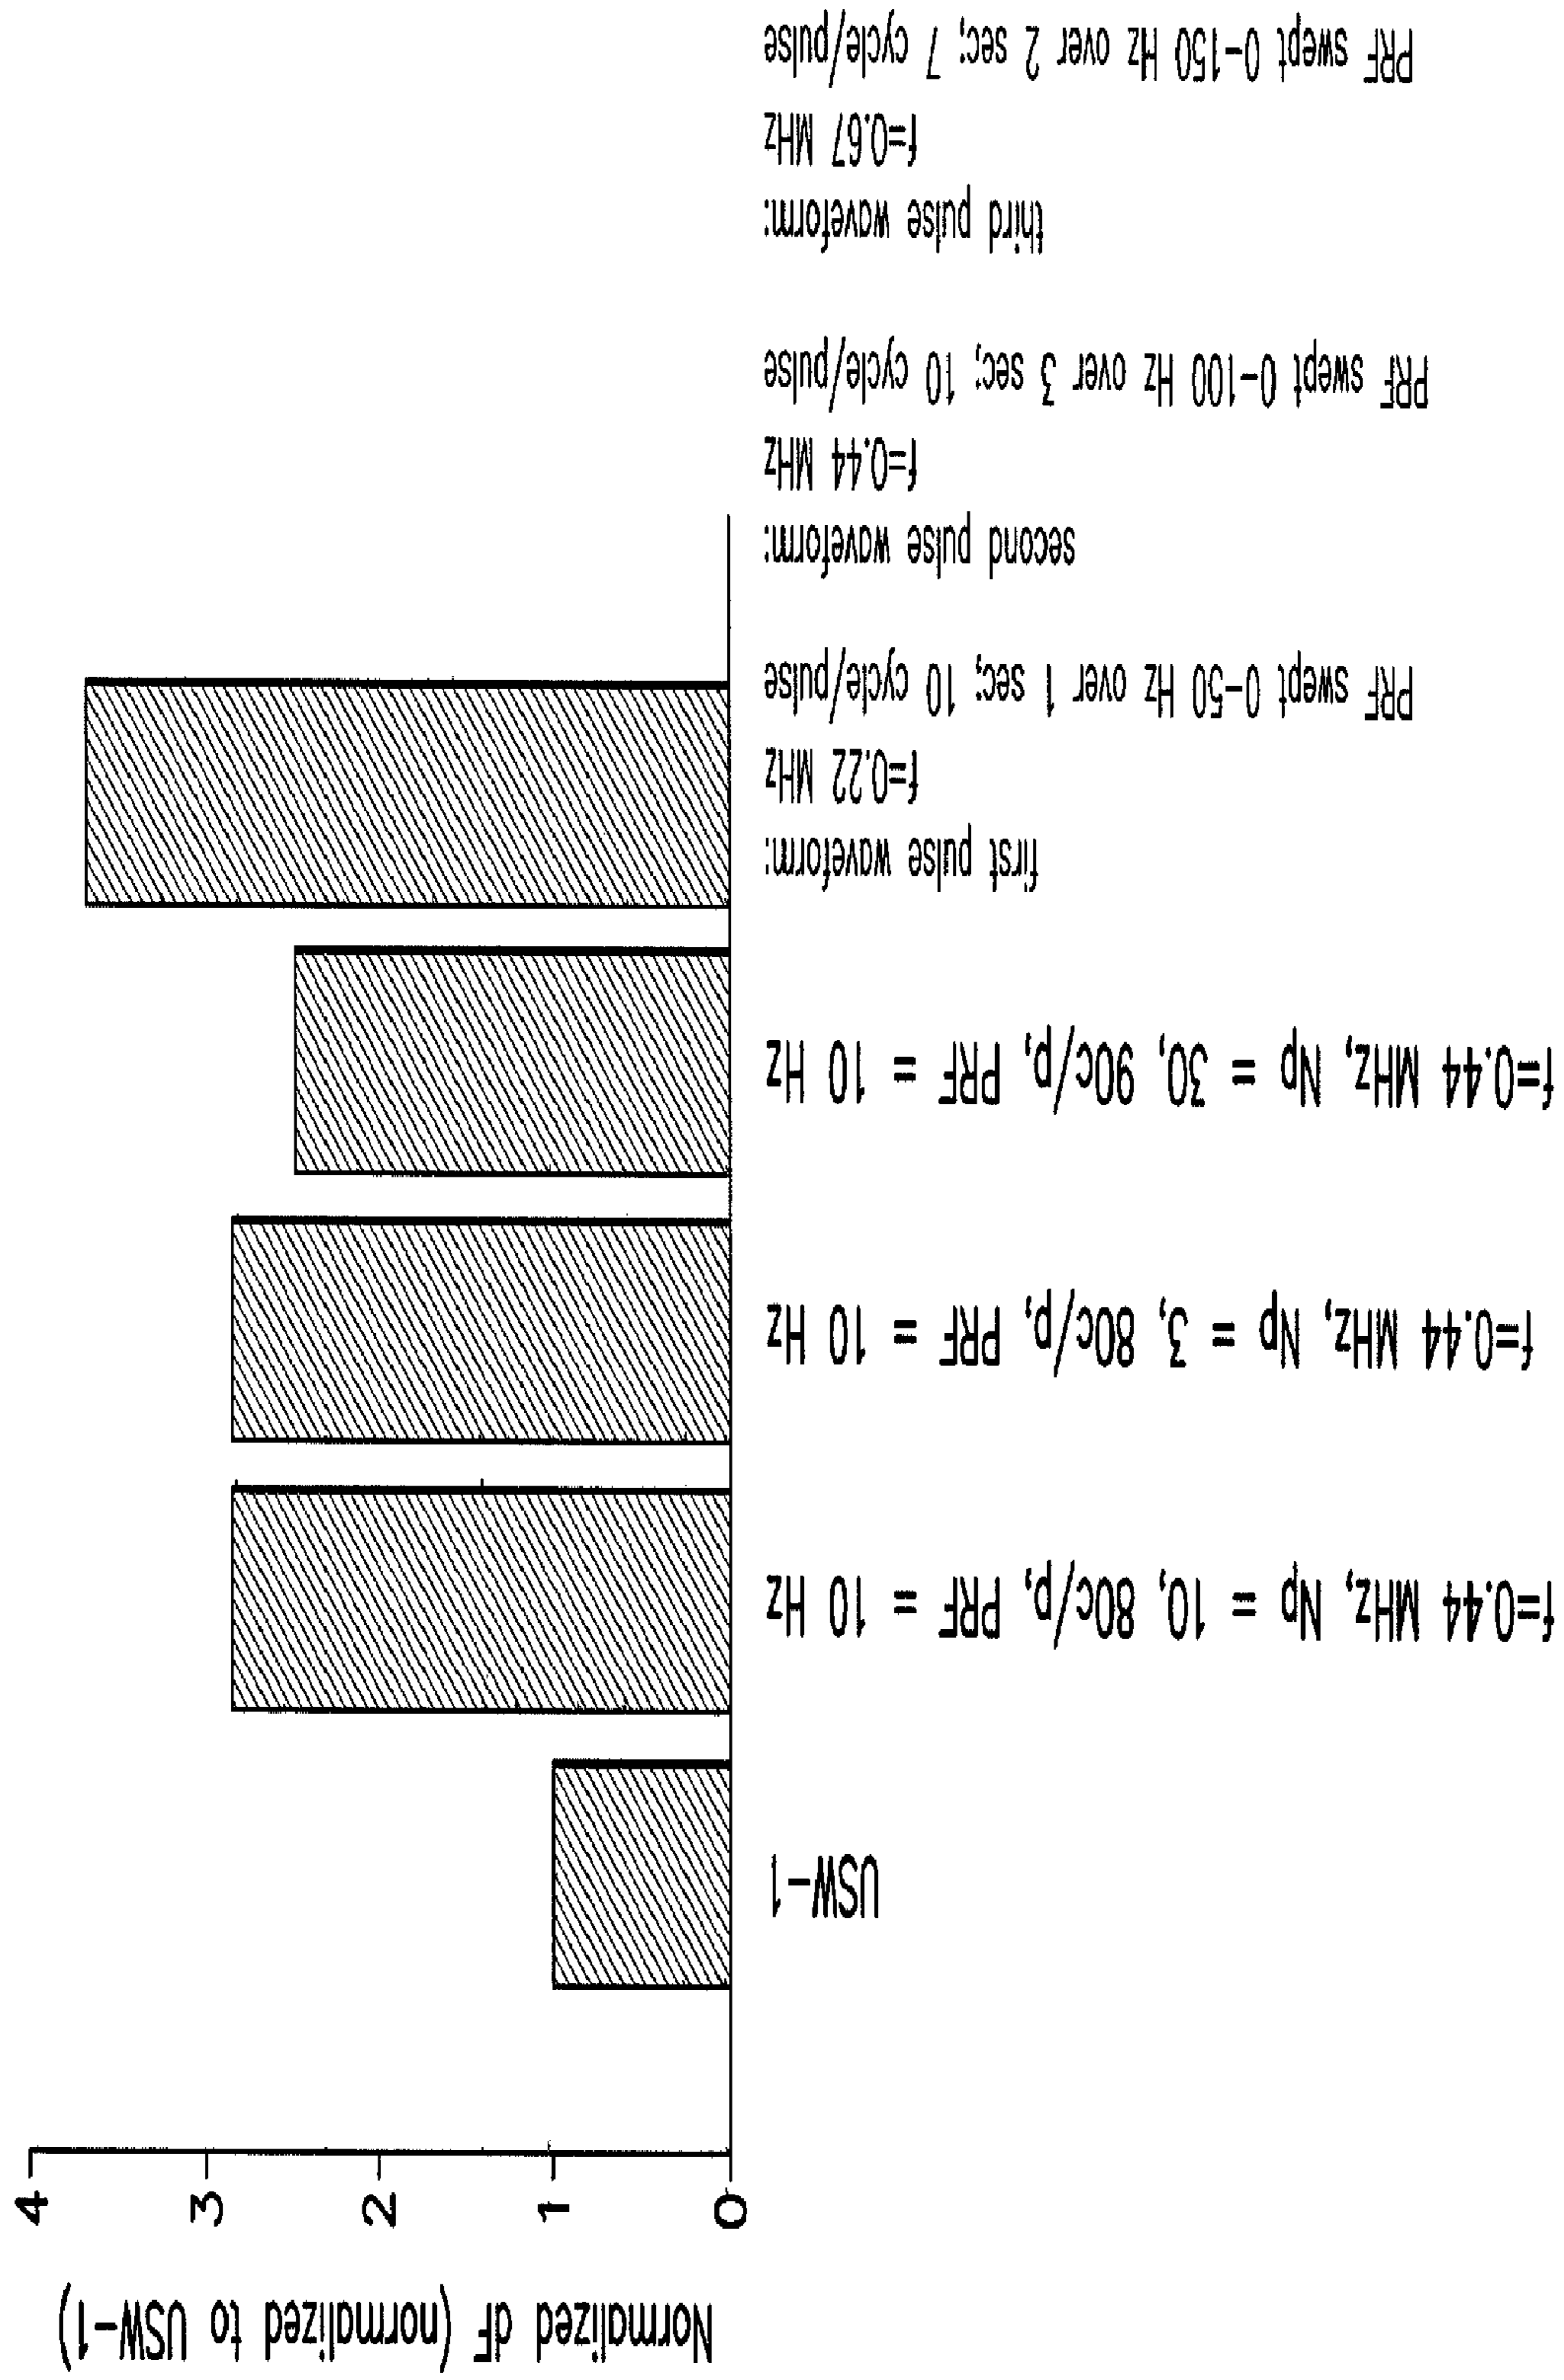 Normalized dF (normalized to USW-1)
4
3
2
1
0
USW-1
f=0.44 MHz, Np = 10, 80c/p, PRF = 10 Hz
f=0.44 MHz, Np = 3, 80c/p, PRF = 10 Hz
f=0.44 MHz, Np = 30, 90c/p, PRF = 10 Hz
first pulse waveform:
f=0.22 MHz
PRF swept 0-50 Hz over 1 sec; 10 cycle/pulse
second pulse waveform:
f=0.44 MHz
PRF swept 0-100 Hz over 3 sec; 10 cycle/pulse
third pulse waveform:
f=0.67 MHz
PRF swept 0-150 Hz over 2 sec; 7 cycle/pulse